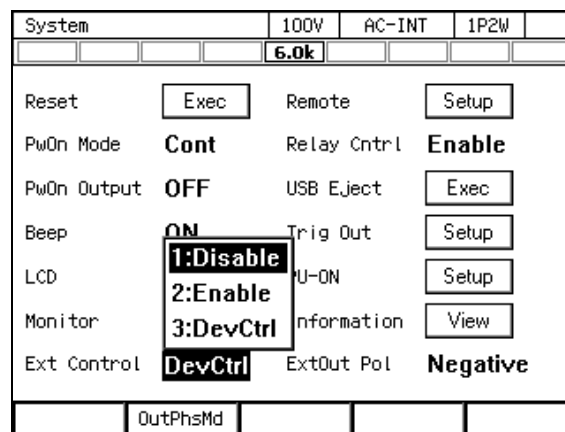 System 100V AC-INT 1P2W
6.0k
Reset Exec Remote Setup
PwOn Mode Cont Relay Cntrl Enable
PwOn Output OFF USB Eject Exec
Beep ON Trig Out Setup
1:Disable
LCD PU-ON Setup
2:Enable
Monitor 3:DevCtrl Information View
Ext Control DevCtrl ExtOut Pol Negative
OutPhsMd